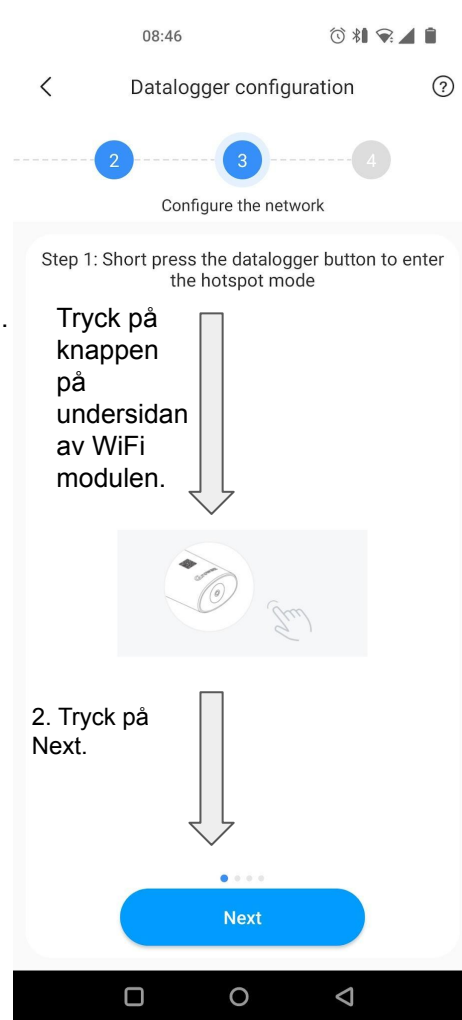 08:46
Datalogger configuration
?
2
3
4
Configure the network
Step 1: Short press the datalogger button to enter
the hotspot mode
.
Tryck på
knappen
på
undersidan
av WiFi
modulen.
2. Tryck på
Next.
Next